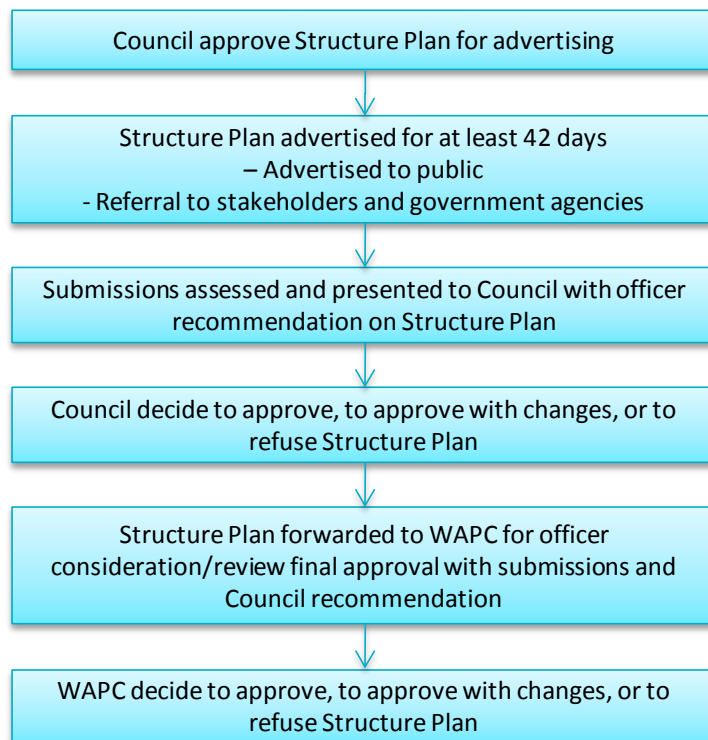 Council approve Structure Plan for advertising
Structure Plan advertised for at least 42 days
– Advertised to public
- Referral to stakeholders and government agencies
Submissions assessed and presented to Council with officer
recommendation on Structure Plan
Council decide to approve, to approve with changes, or to
refuse Structure Plan
Structure Plan forwarded to WAPC for officer
consideration/review final approval with submissions and
Council recommendation
WAPC decide to approve, to approve with changes, or to
refuse Structure Plan